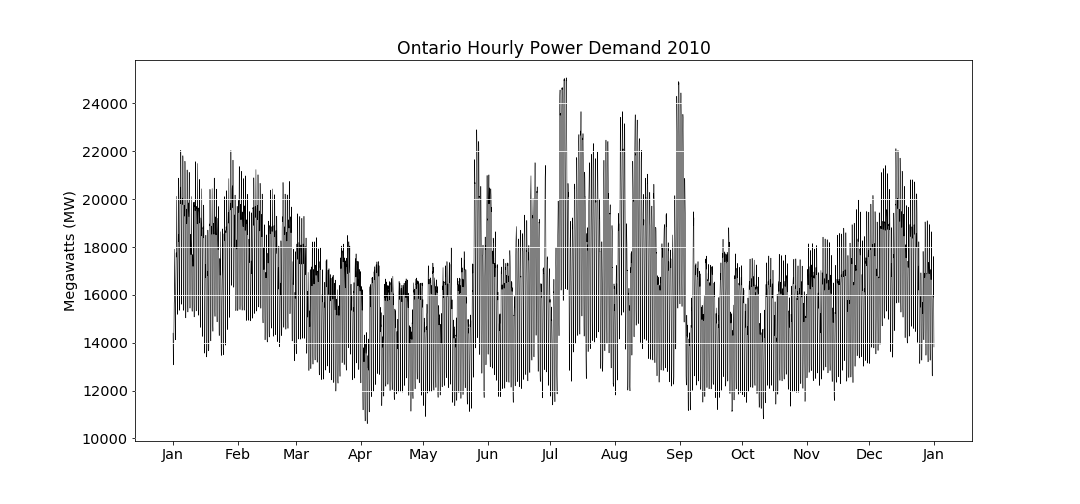 Ontario Hourly Power Demand 2010
Megawatts (MW)
24000
22000
20000
18000
16000
14000
12000
10000
Jan Feb Mar Apr May Jun Jul Aug Sep Oct Nov Dec Jan